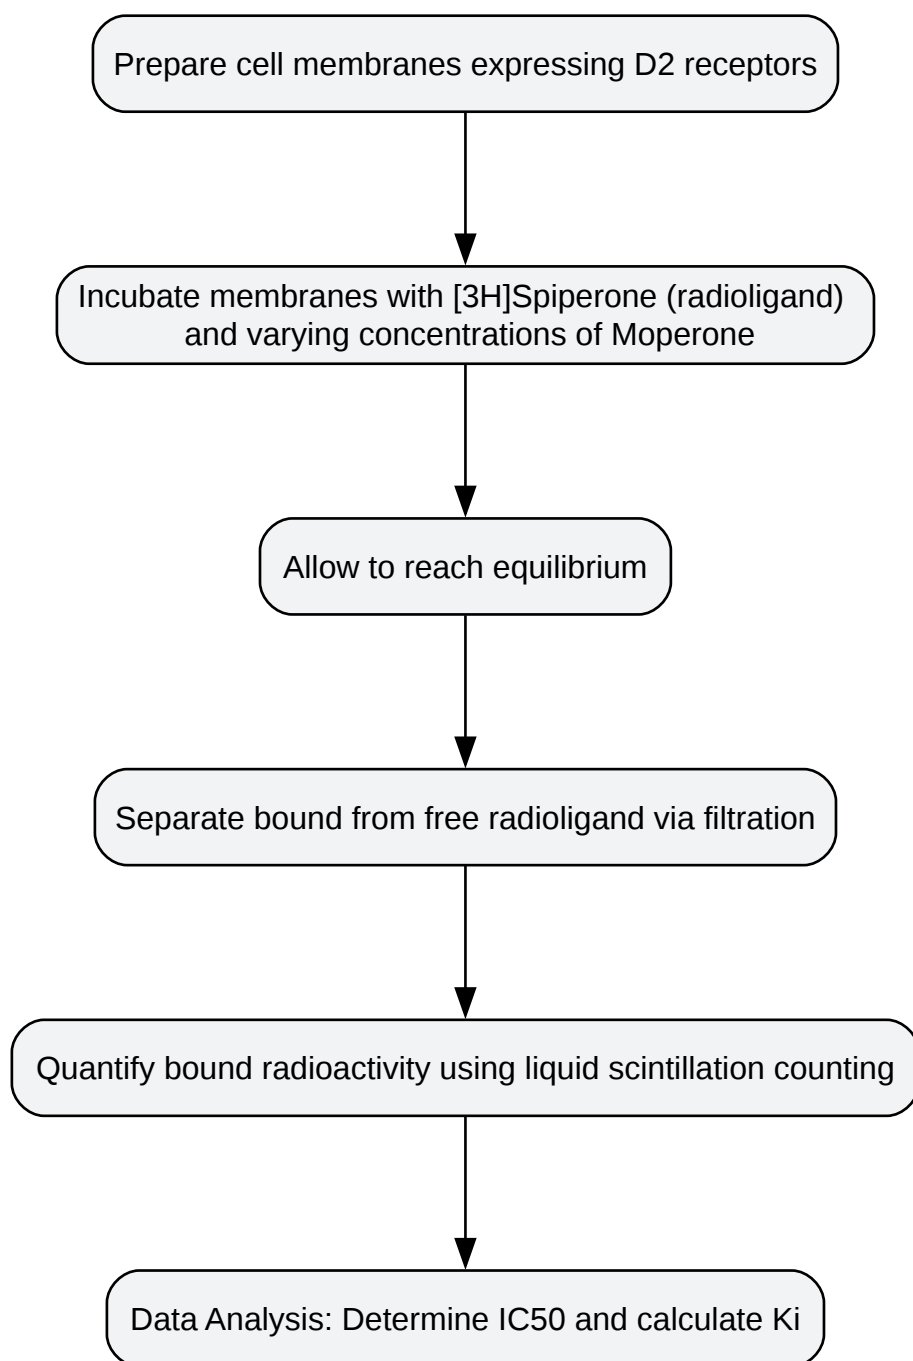 Prepare cell membranes expressing D2 receptors
Incubate membranes with [3H]Spiperone (radioligand)
and varying concentrations of Moperone
Allow to reach equilibrium
Separate bound from free radioligand via filtration
Quantify bound radioactivity using liquid scintillation counting
Data Analysis: Determine IC50 and calculate Ki